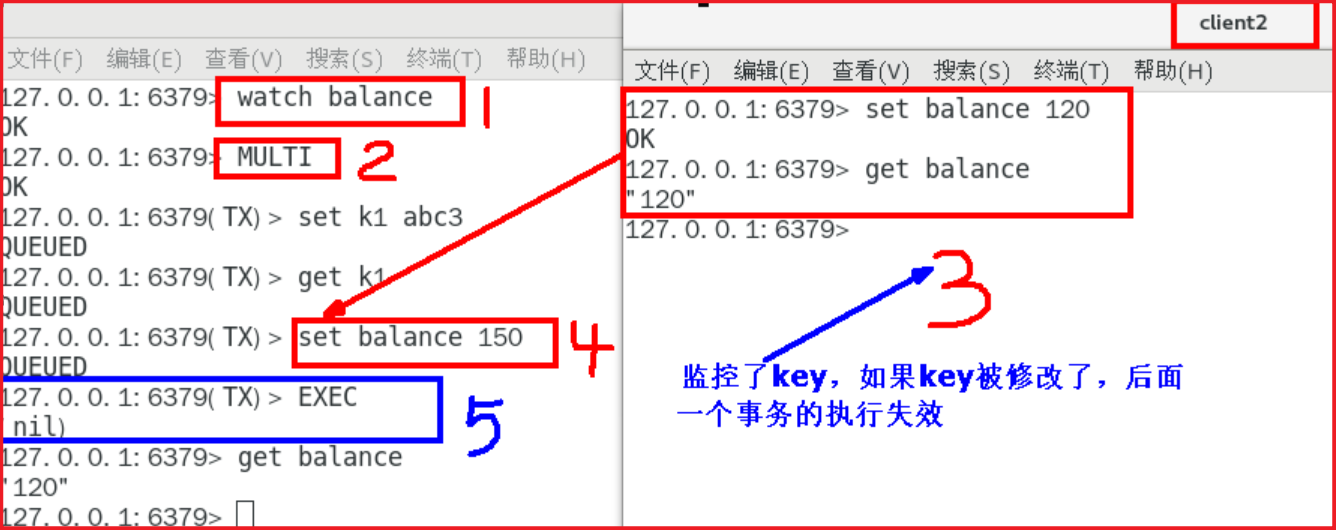 文件(F) 编辑(E) 查看(V) 搜索(S) 终端(T) 帮助(H)
127.0.0.1:6379> watch balance
1
OK
127.0.0.1:6379> MULTI
2
OK
127.0.0.1:6379(TX)> set k1 abc3
QUEUED
127.0.0.1:6379(TX)> get k1
QUEUED
127.0.0.1:6379(TX)> set balance 150
4
QUEUED
127.0.0.1:6379(TX)> EXEC
5
nil)
127.0.0.1:6379> get balance
"120"
127.0.0.1:6379>
client2
文件(F) 编辑(E) 查看(V) 搜索(S) 终端(T) 帮助(H)
127.0.0.1:6379> set balance 120
OK
127.0.0.1:6379> get balance
"120"
127.0.0.1:6379>
3
监控了key，如果key被修改了，后面
一个事务的执行失效